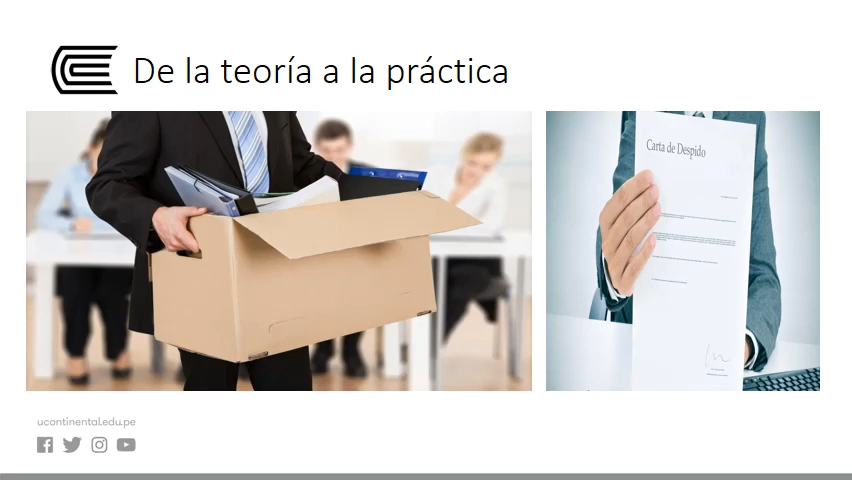 De la teoría a la práctica
Carta de Despido
ucontinental.edu.pe